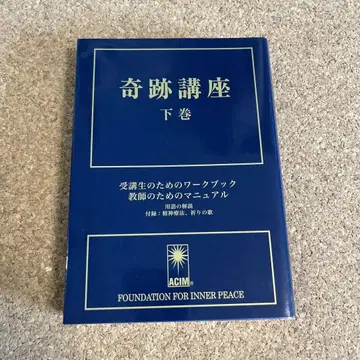 奇跡講座
下巻
受講生のためのワークブック
教師のためのマニュアル
用語の解説
付録:精神療法、祈りの歌
ACIM®
FOUNDATION FOR INNER PEACE